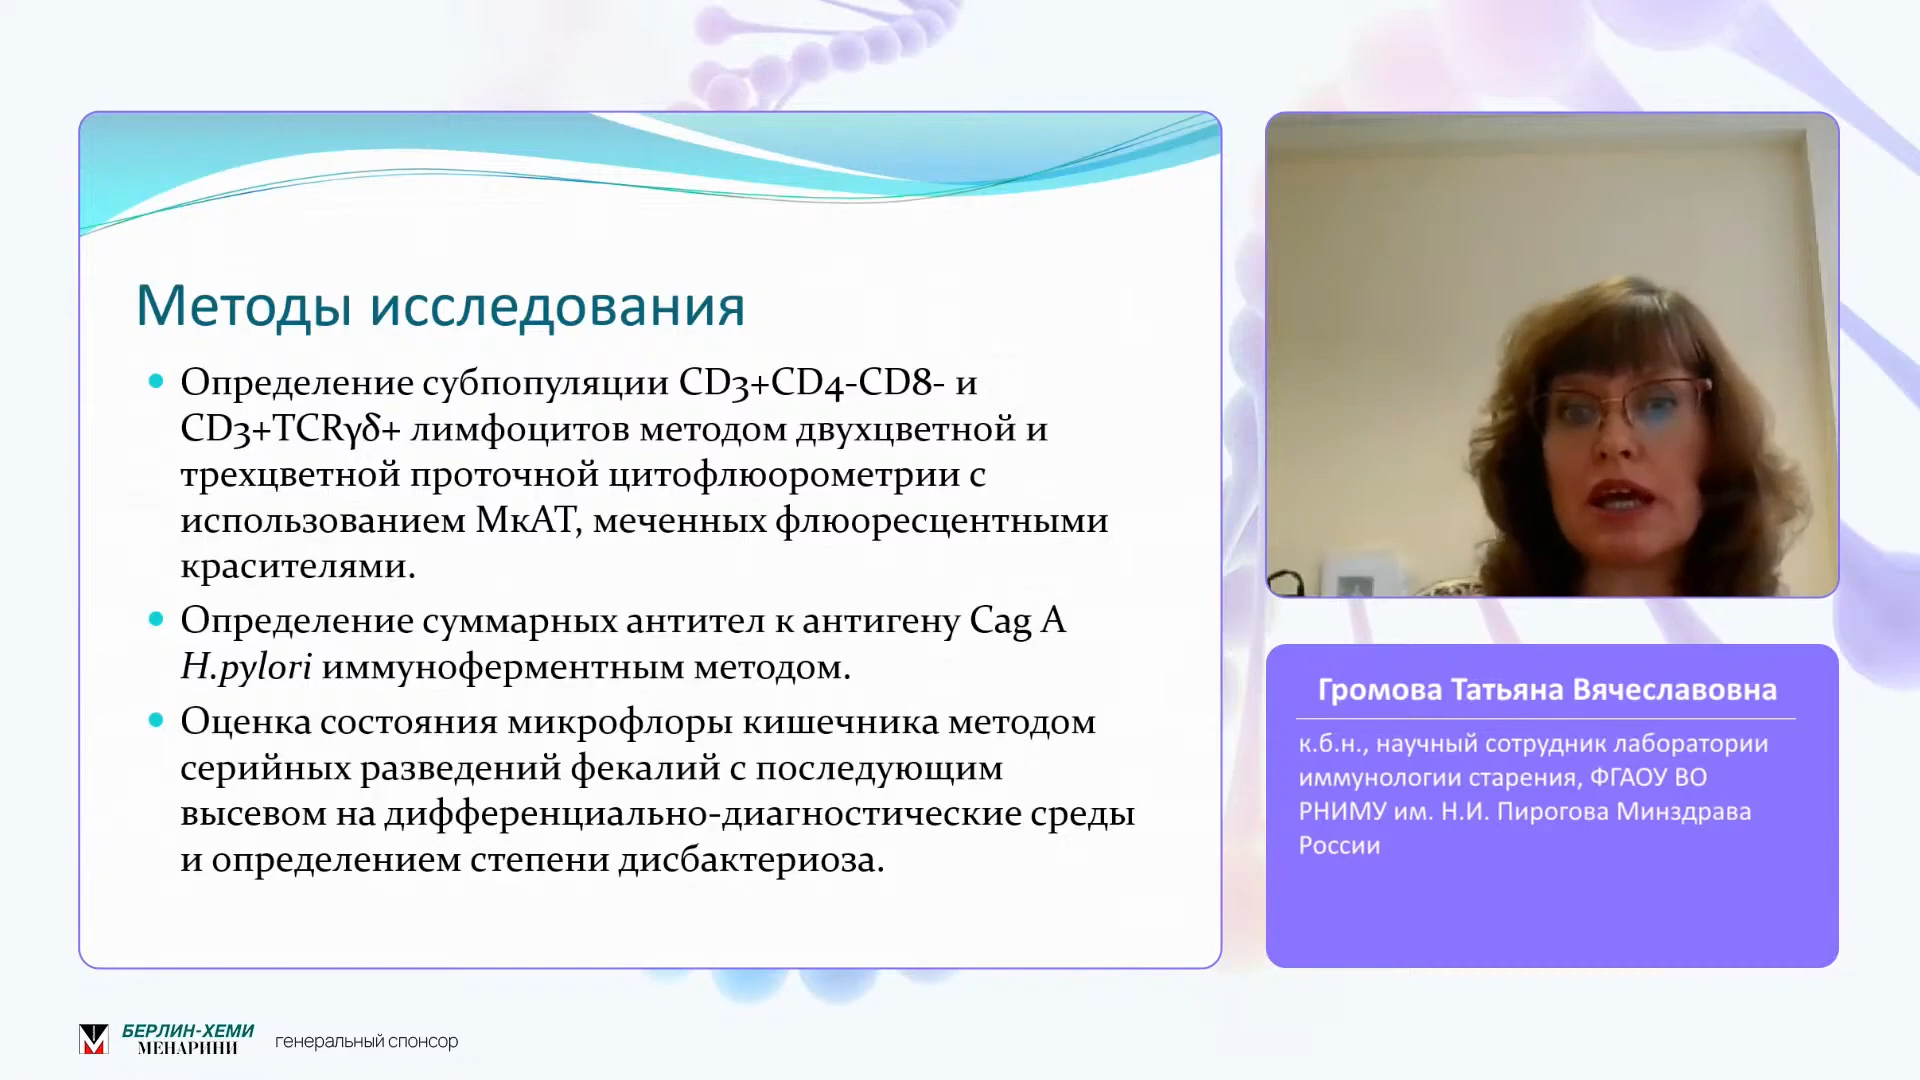 Методы исследования
Определение субпопуляции CD3+CD4-CD8- и
CD3+TCRγδ+ лимфоцитов методом двухцветной и
трехцветной проточной цитофлюорометрии с
использованием МкАТ, меченных флюоресцентными
красителями.
Определение суммарных антител к антигену Cag A
H.pylori иммуноферментным методом.
Оценка состояния микрофлоры кишечника методом
серийных разведений фекалий с последующим
высевом на дифференциально-диагностические среды
и определением степени дисбактериоза.
Громова Татьяна Вячеславовна
к.б.н., научный сотрудник лаборатории
иммунологии старения, ФГАОУ ВО
РНИМУ им. Н.И. Пирогова Минздрава
России
БЕРЛИН-ХЕМИ
МЕНАРИНИ
генеральный спонсор